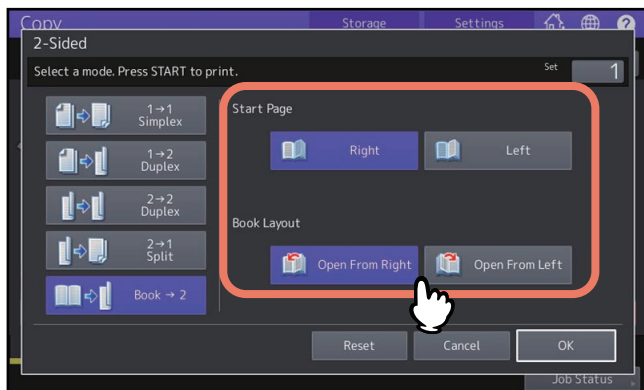 Copy
Storage
Settings
2-Sided
Select a mode. Press START to print.
Set
1
1→1
Simplex
1→2
Duplex
2→2
Duplex
2→1
Split
Book → 2
Start Page
Right
Left
Book Layout
Open From Right
Open From Left
Reset
Cancel
OK
Job Status